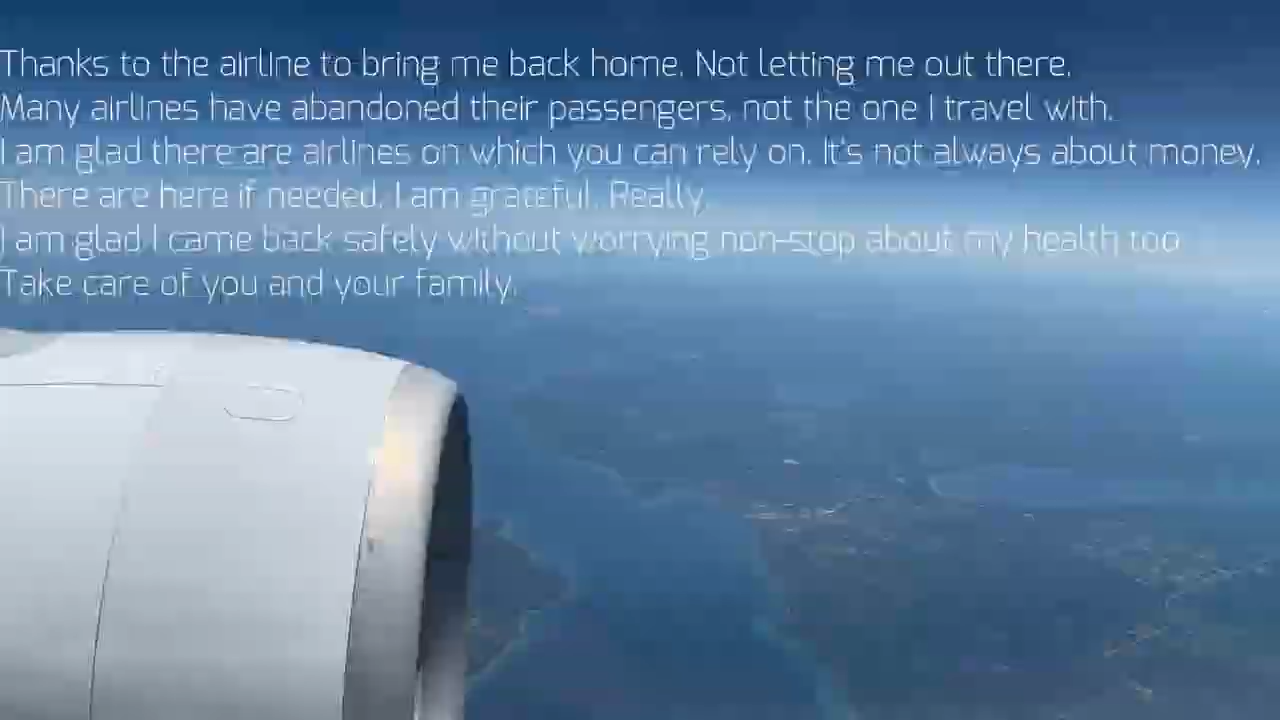 Thanks to the airline to bring me back home. Not letting me out there.
Many airlines have abandoned their passengers, not the one I travel with.
I am glad there are airlines on which you can rely on. It's not always about money.
There are here if needed. I am grateful. Really.
I am glad I came back safely without worrying non-stop about my health too
Take care of you and your family.